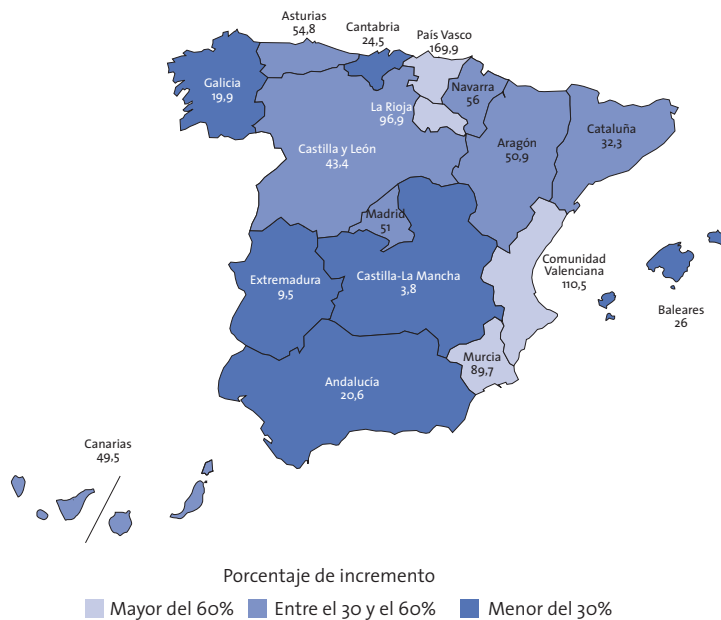 Asturias
54,8
Cantabria
24,5
País Vasco
169,9
Galicia
19,9
Navarra
56
La Rioja
96,9
Cataluña
32,3
Aragón
50,9
Castilla y León
43,4
Madrid
51
Comunidad
Valenciana
110,5
Extremadura
9,5
Castilla-La Mancha
3,8
Baleares
26
Murcia
89,7
Andalucía
20,6
Canarias
49,5
Porcentaje de incremento
Mayor del 60%
Entre el 30 y el 60%
Menor del 30%